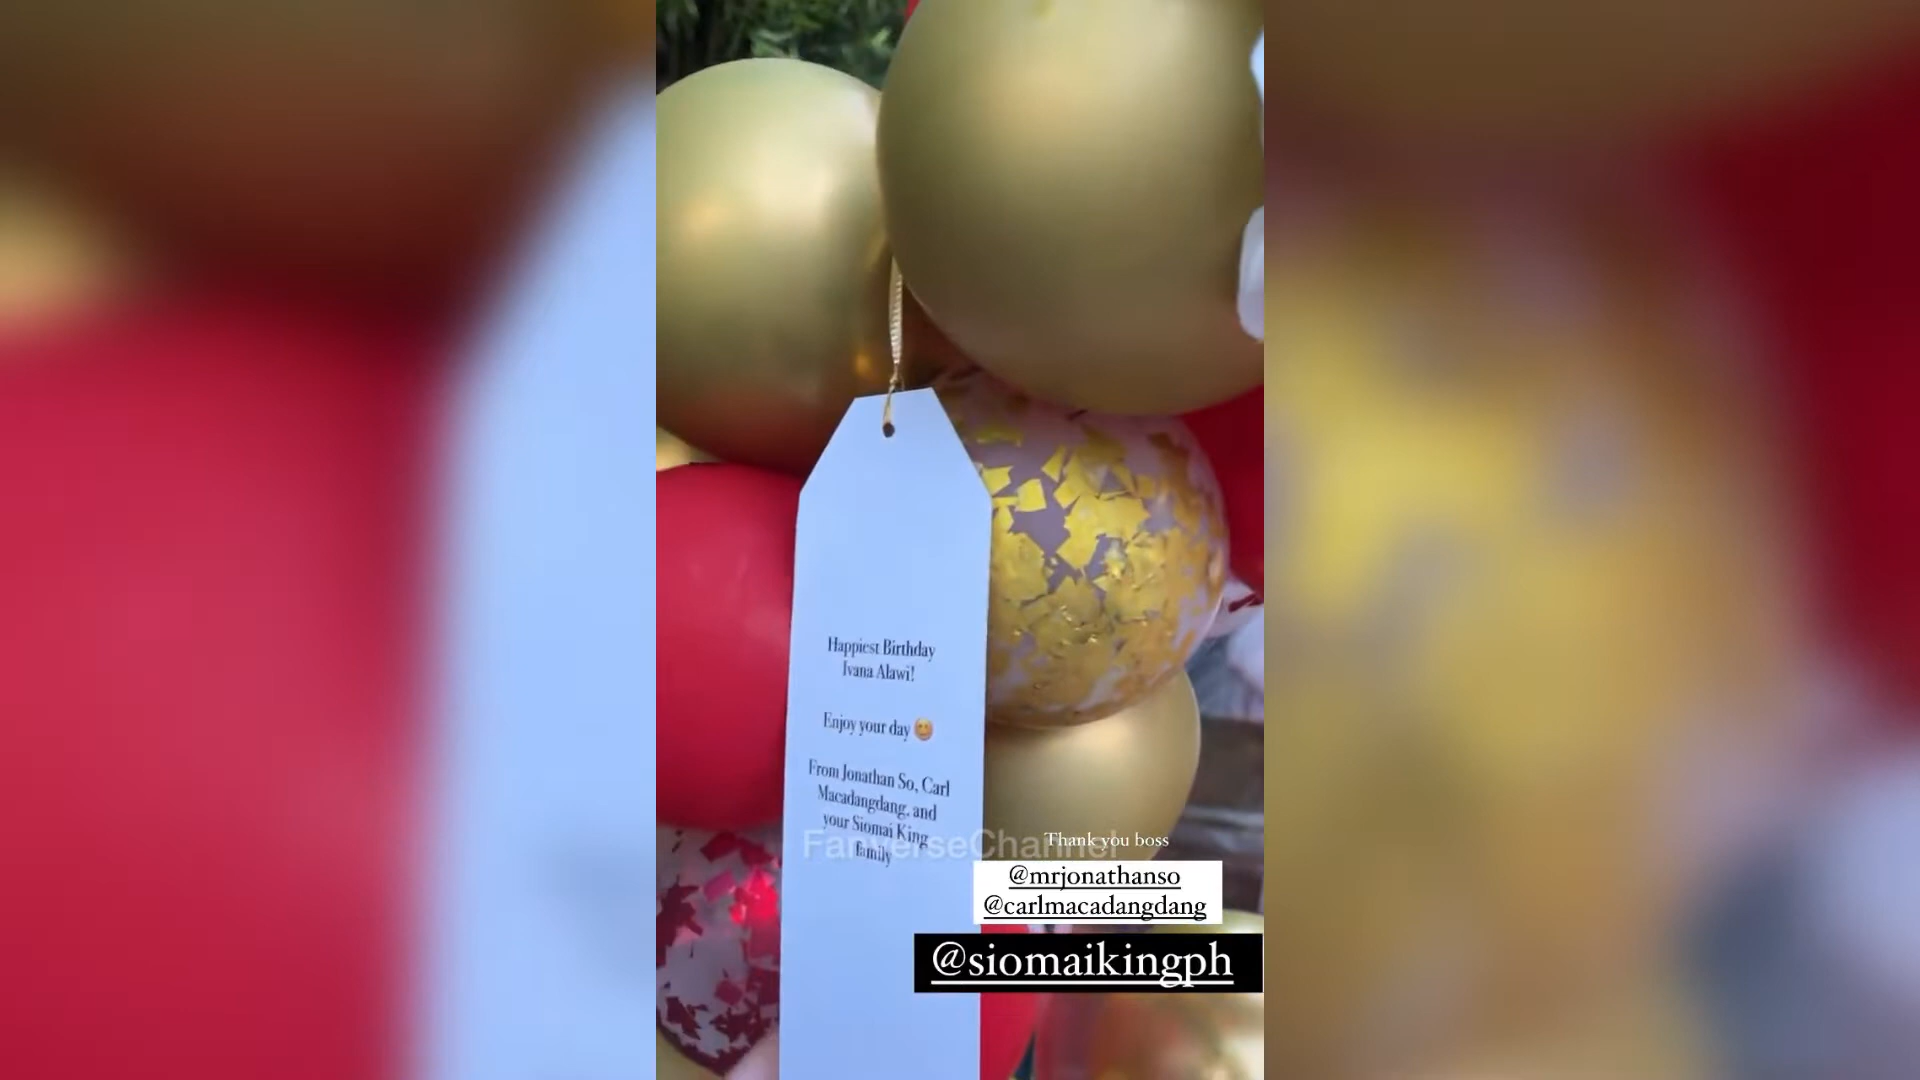 Happiest Birthday
Ivana Alawi!
Enjoy your day 😊
From Jonathan So, Carl
Macadangdang, and
your Siomai King
family
FanverseChannel
Thank you boss
@mrjonathanso
@carlmacadangdang
@siomaikingph